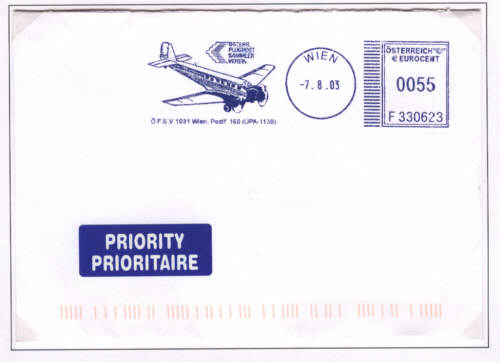 ÖSTERR.
FLUGPOST
SAMMLER
VEREIN
Ö F S V 1031 Wien, Postf. 160 (ÜPA-1130)
WIEN
-7. 8. 03
ÖSTERREICH
€ EUROCENT
0055
F 330623
PRIORITY
PRIORITAIRE